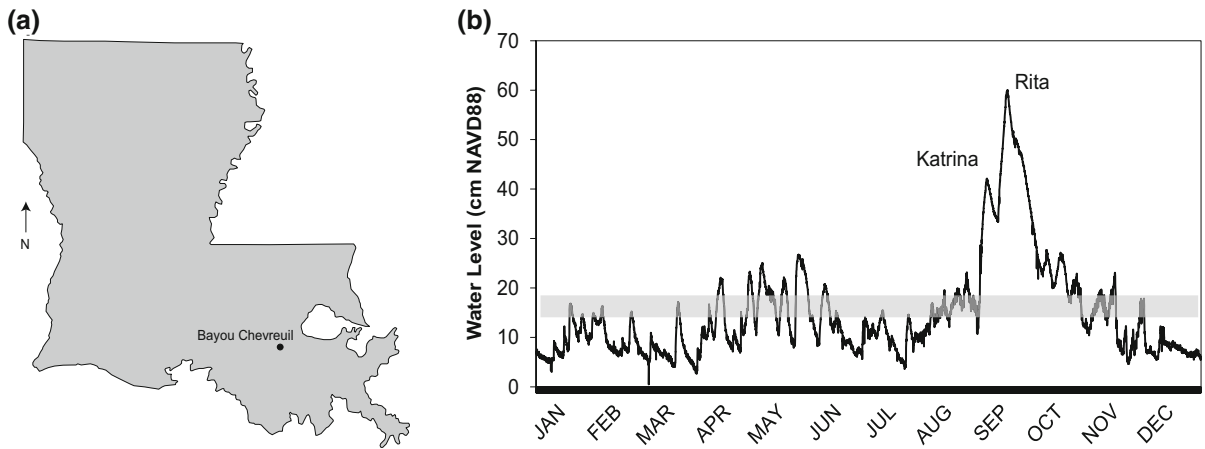 (a)
N
Bayou Chevreuil
(b)
Water Level (cm NAVD88)
70
60
50
40
30
20
10
0
Katrina
Rita
JAN
FEB
MAR
APR
MAY
JUN
JUL
AUG
SEP
OCT
NOV
DEC